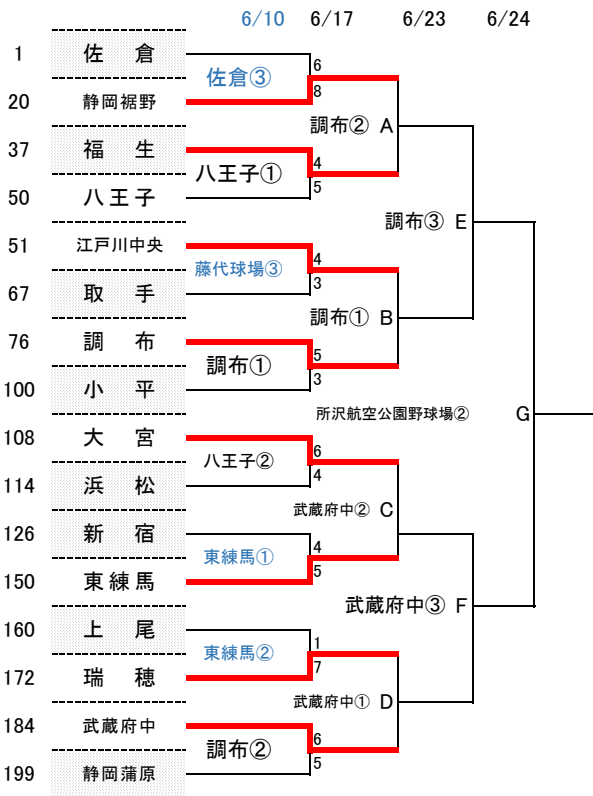 6/10 6/17 6/23 6/24
1 佐倉
6
佐倉③
20 静岡裾野
8
調布② A
37 福生
4
八王子①
50 八王子
5
調布③ E
51 江戸川中央
4
藤代球場③
67 取手
3
調布① B
76 調布
5
調布①
100 小平
3
所沢航空公園野球場② G
108 大宮
6
八王子②
114 浜松
4
武蔵府中② C
126 新宿
4
東練馬①
150 東練馬
5
武蔵府中③ F
160 上尾
1
東練馬②
172 瑞穂
7
武蔵府中① D
184 武蔵府中
6
調布②
199 静岡蒲原
5